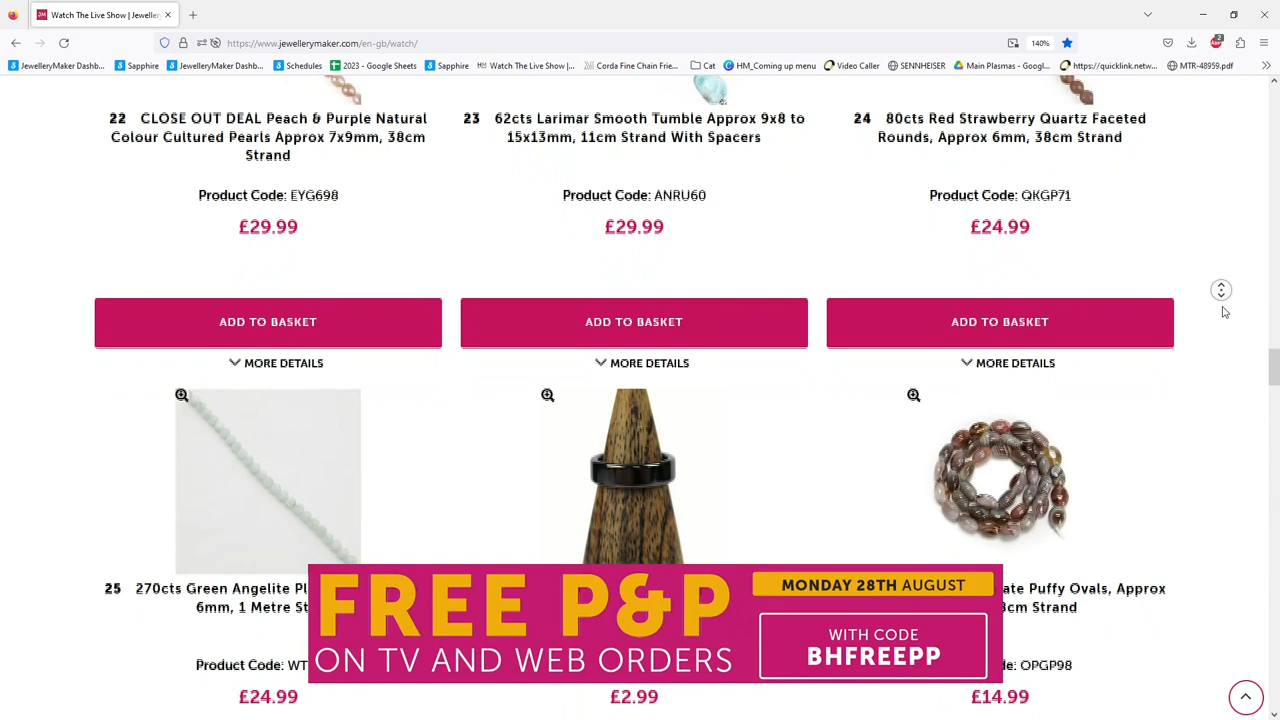 Watch The Live Show | Jeweller
https://www.jewellerymaker.com/en-gb/watch/
140%
2
JewelleryMaker Dashb...
Sapphire
JewelleryMaker Dashb...
Schedules
2023 - Google Sheets
Sapphire
Watch The Live Show |...
Corda Fine Chain Frie...
Cat
HM_Coming up menu
Video Caller
SENNHEISER
Main Plasmas - Googl...
https://quicklink.netw...
MTR-48959.pdf
22 CLOSE OUT DEAL Peach & Purple Natural
Colour Cultured Pearls Approx 7x9mm, 38cm
Strand
Product Code: EYG698
£29.99
ADD TO BASKET
MORE DETAILS
23 62cts Larimar Smooth Tumble Approx 9x8 to
15x13mm, 11cm Strand With Spacers
Product Code: ANRU60
£29.99
ADD TO BASKET
MORE DETAILS
24 80cts Red Strawberry Quartz Faceted
Rounds, Approx 6mm, 38cm Strand
Product Code: QKGP71
£24.99
ADD TO BASKET
MORE DETAILS
25 270cts Green Angelite Pl
6mm, 1 Metre St
Product Code: WT
£24.99
£2.99
ate Puffy Ovals, Approx
8cm Strand
de: OPGP98
£14.99
FREE P&P
ON TV AND WEB ORDERS
MONDAY 28TH AUGUST
WITH CODE
BHFREEPP